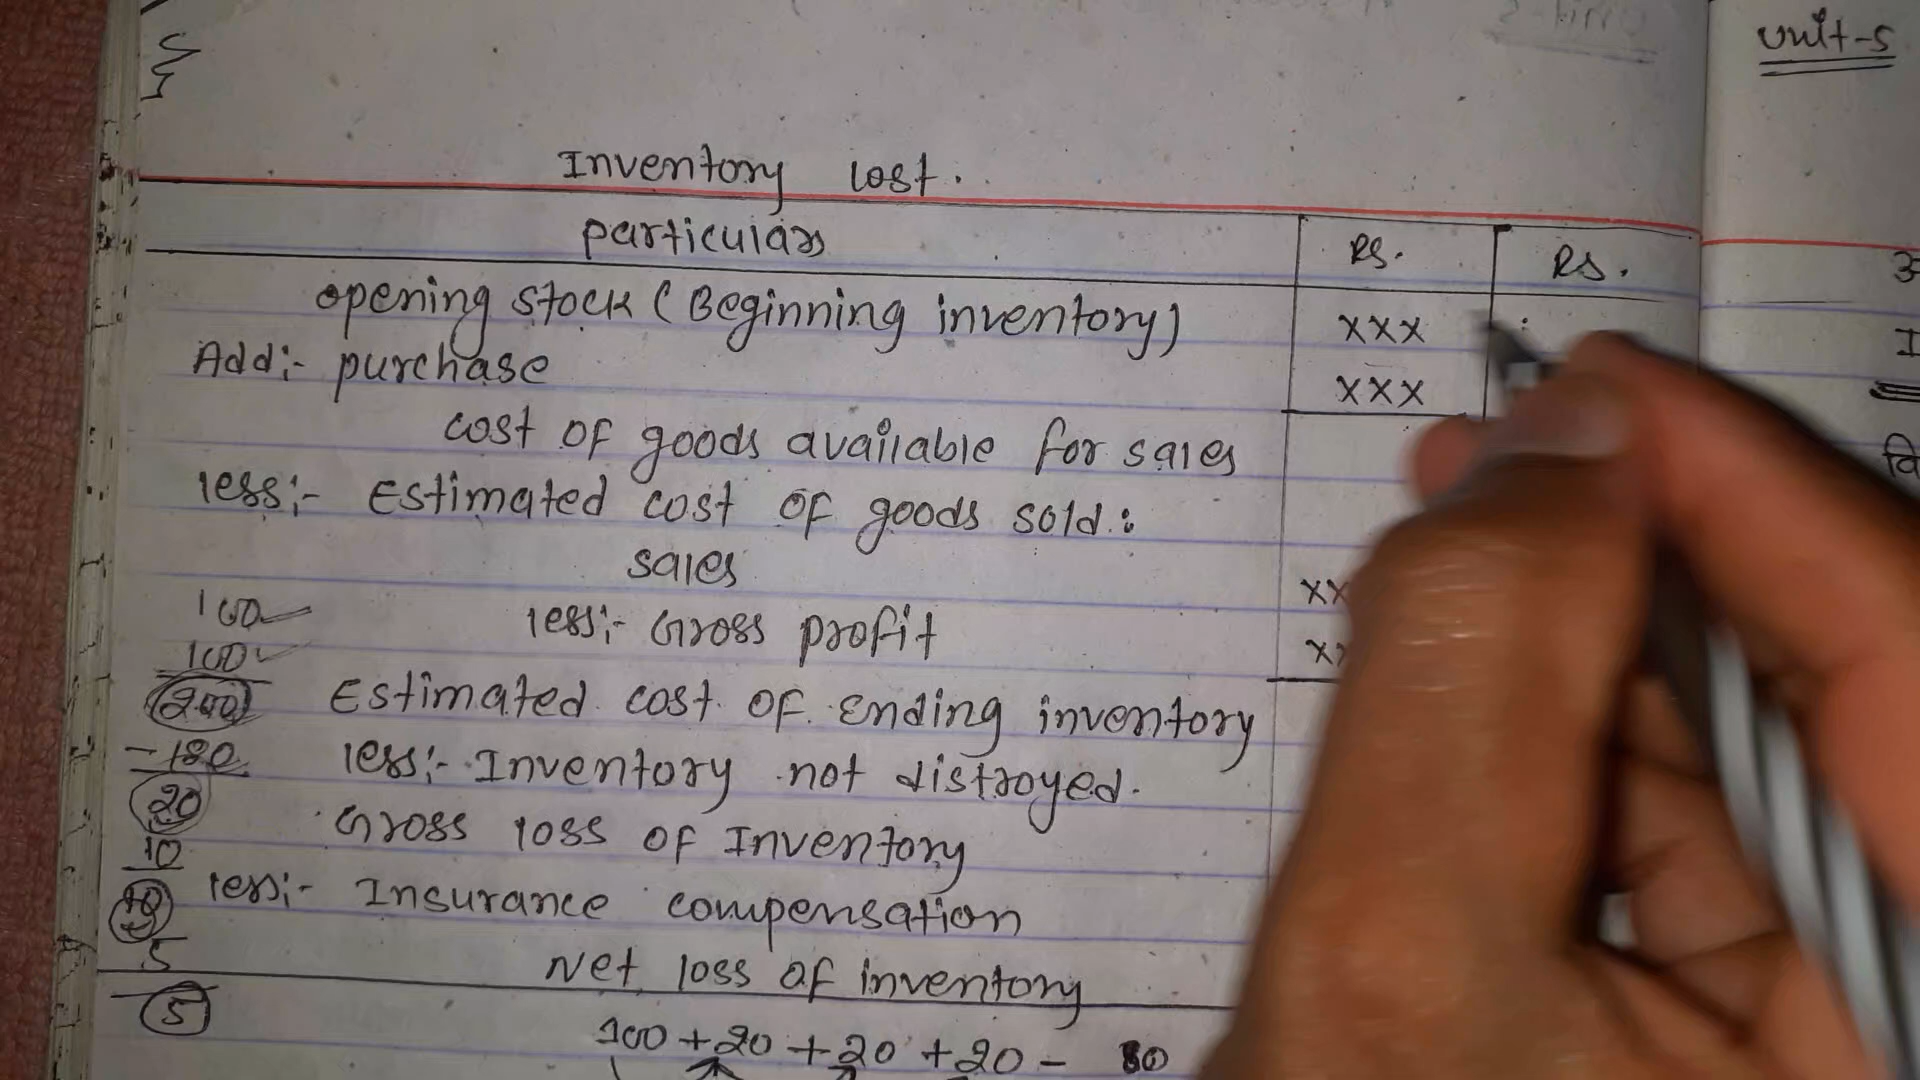 unit-5
Inventory lost.
particulars Rs. Rs.
opening stock (Beginning inventory) xxx
Add:- purchase xxx
cost of goods available for sales
less:- Estimated cost of goods sold:
sales xx
100
less:- Gross profit xx
100
200 Estimated cost of Ending inventory
-180 less:- Inventory not distroyed.
20 Gross loss of Inventory
10
less:- Insurance compensation
5 Net loss of inventory
5
100 + 20 + 20 + 20 -